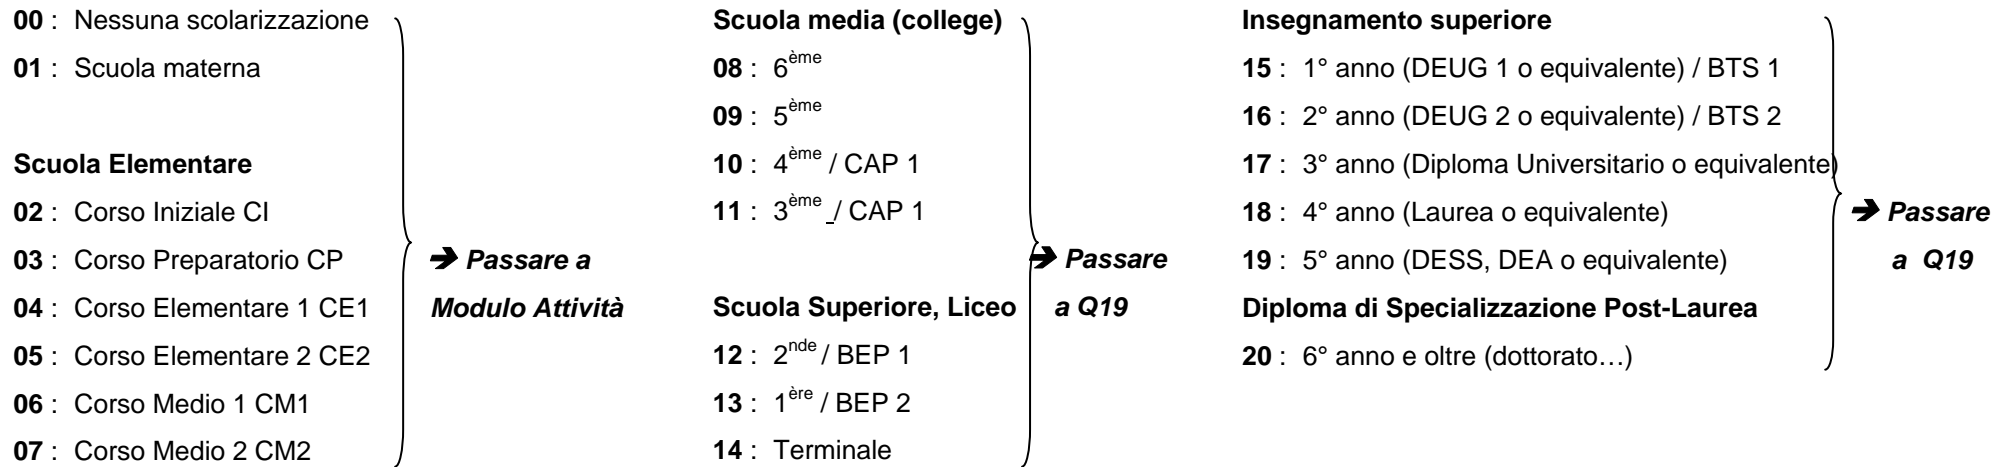 00 : Nessuna scolarizzazione
01 : Scuola materna
Scuola Elementare
02 : Corso Iniziale CI
03 : Corso Preparatorio CP
04 : Corso Elementare 1 CE1
05 : Corso Elementare 2 CE2
06 : Corso Medio 1 CM1
07 : Corso Medio 2 CM2
➔ Passare a
Modulo Attività
Scuola media (college)
08 : 6ème
09 : 5ème
10 : 4ème / CAP 1
11 : 3ème / CAP 1
Scuola Superiore, Liceo
12 : 2nde / BEP 1
13 : 1ère / BEP 2
14 : Terminale
➔ Passare
a Q19
Insegnamento superiore
15 : 1° anno (DEUG 1 o equivalente) / BTS 1
16 : 2° anno (DEUG 2 o equivalente) / BTS 2
17 : 3° anno (Diploma Universitario o equivalente)
18 : 4° anno (Laurea o equivalente)
19 : 5° anno (DESS, DEA o equivalente)
Diploma di Specializzazione Post-Laurea
20 : 6° anno e oltre (dottorato…)
➔ Passare
a Q19